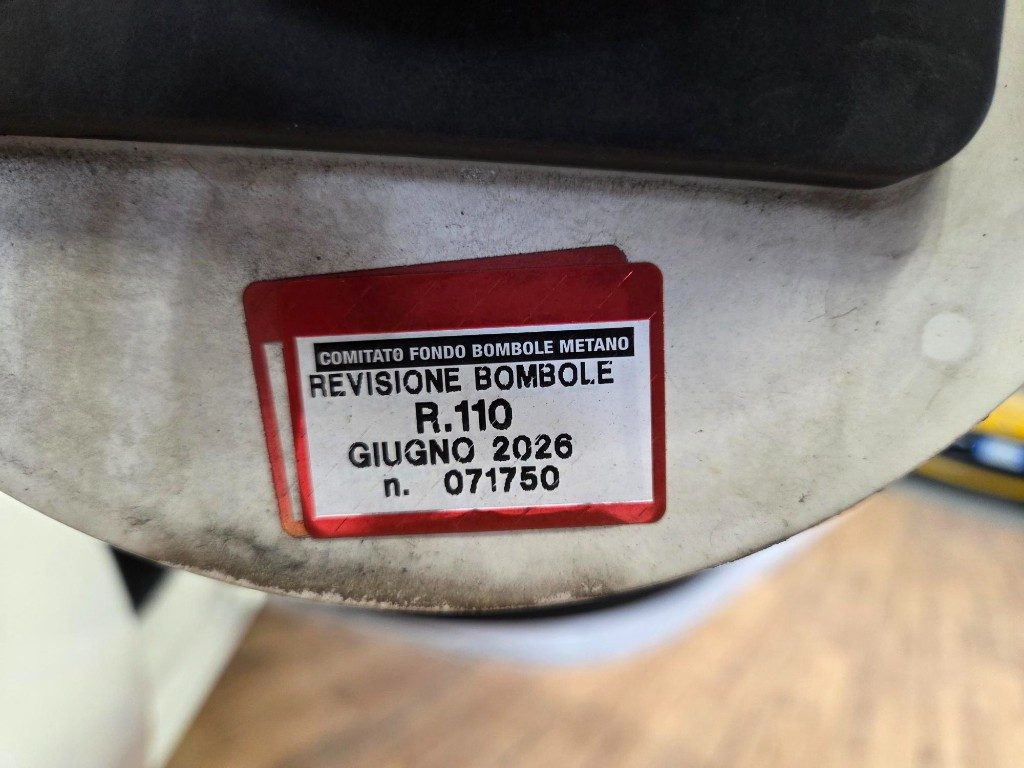 COMITATO FONDO BOMBOLE METANO
REVISIONE BOMBOLE
R.110
GIUGNO 2026
n. 071750